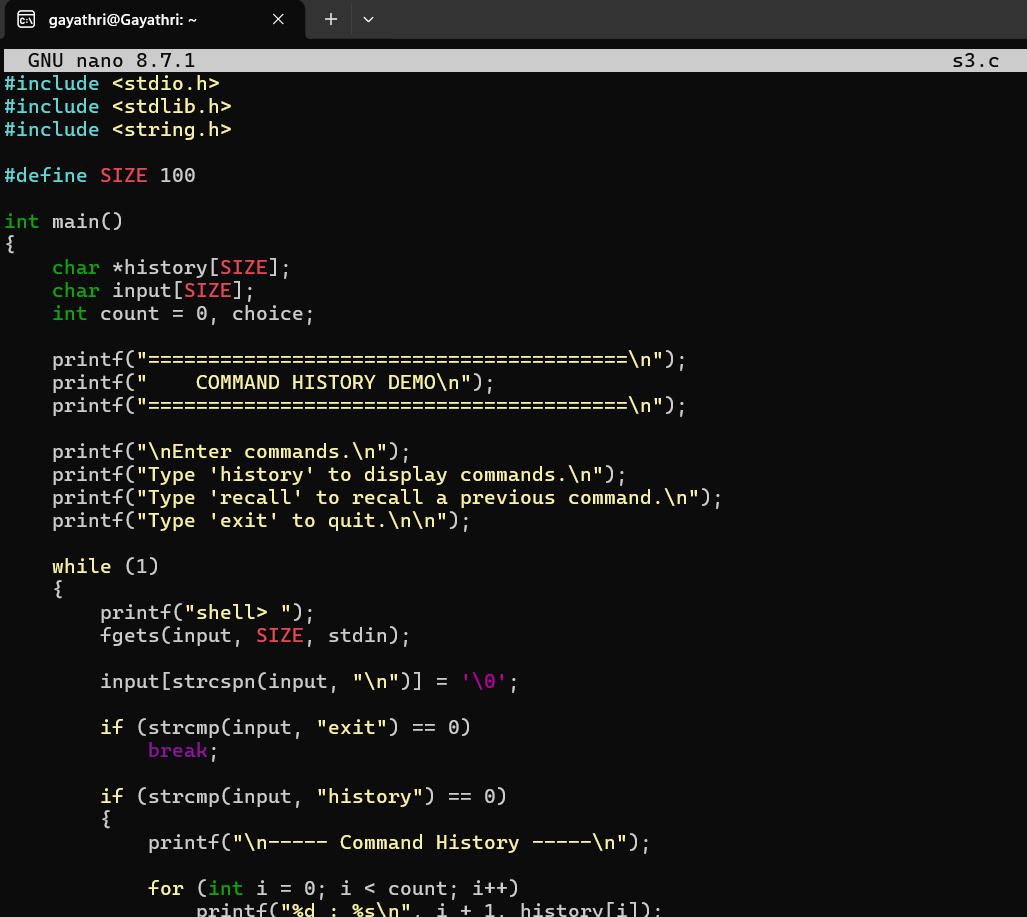 gayathri@Gayathri: ~
GNU nano 8.7.1 s3.c
#include <stdio.h>
#include <stdlib.h>
#include <string.h>

#define SIZE 100

int main()
{
    char *history[SIZE];
    char input[SIZE];
    int count = 0, choice;

    printf("========================================\n");
    printf("    COMMAND HISTORY DEMO\n");
    printf("========================================\n");

    printf("\nEnter commands.\n");
    printf("Type 'history' to display commands.\n");
    printf("Type 'recall' to recall a previous command.\n");
    printf("Type 'exit' to quit.\n\n");

    while (1)
    {
        printf("shell> ");
        fgets(input, SIZE, stdin);

        input[strcspn(input, "\n")] = '\0';

        if (strcmp(input, "exit") == 0)
            break;

        if (strcmp(input, "history") == 0)
        {
            printf("\n----- Command History -----\n");

            for (int i = 0; i < count; i++)
                printf("%d : %s\n", i + 1, history[i]);